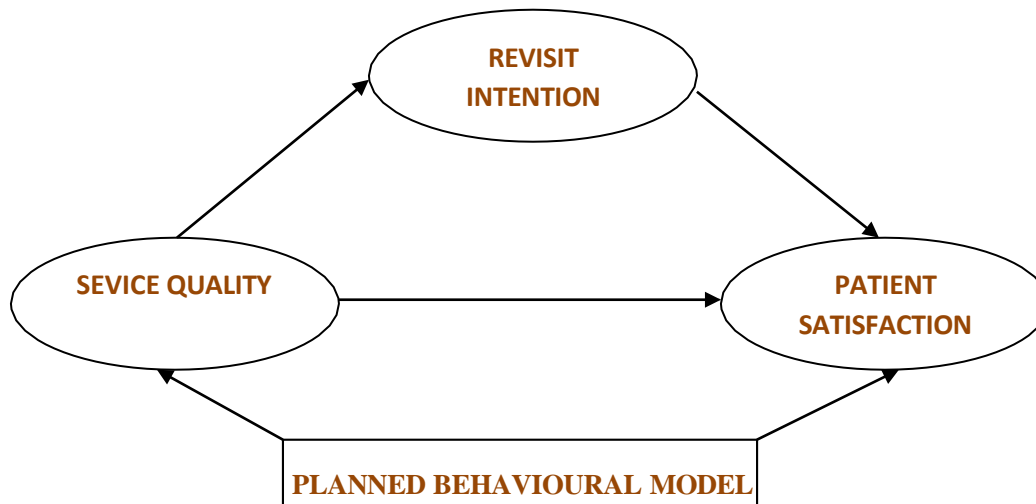 REVISIT
INTENTION
SEVICE QUALITY
PATIENT
SATISFACTION
PLANNED BEHAVIOURAL MODEL